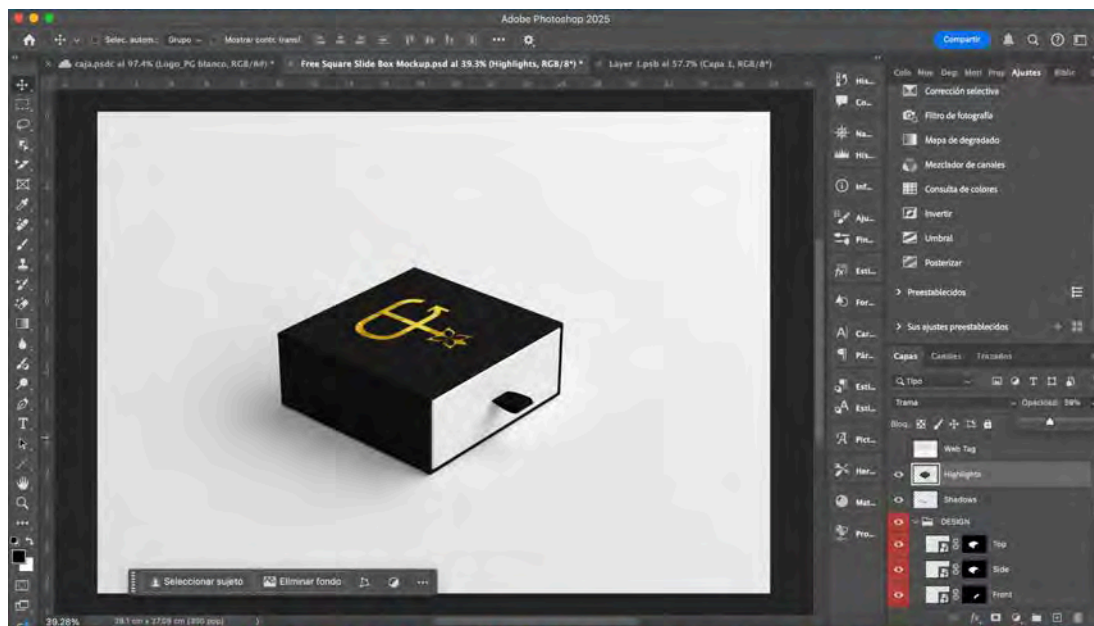 Adobe Photoshop 2025
Selec. autom.: Grupo Mostrar contr. transf. Compartir
× caja.psdc al 97.4% (Logo_PG blanco, RGB/8#) * × Free Square Slide Box Mockup.psd al 39.3% (Highlights, RGB/8*) * × Layer 1.psb al 57.7% (Capa 1, RGB/8*)
His...
Co...
Na...
His...
Inf...
Aju...
Pin...
Esti...
For...
Car...
Pár...
Esti...
Esti...
Pict...
Her...
Mat...
Pro...
Ajustes
Corrección selectiva
Filtro de fotografía
Mapa de degradado
Mezclador de canales
Consulta de colores
Invertir
Umbral
Posterizar
Preestablecidos
Sus ajustes preestablecidos
Capas Canales Trazados
Tipo
Trama Opacidad: 59%
Bloq.:
Web Tag
Highlights
Shadows
DESIGN
Top
Side
Front
Seleccionar sujeto Eliminar fondo
39.28%